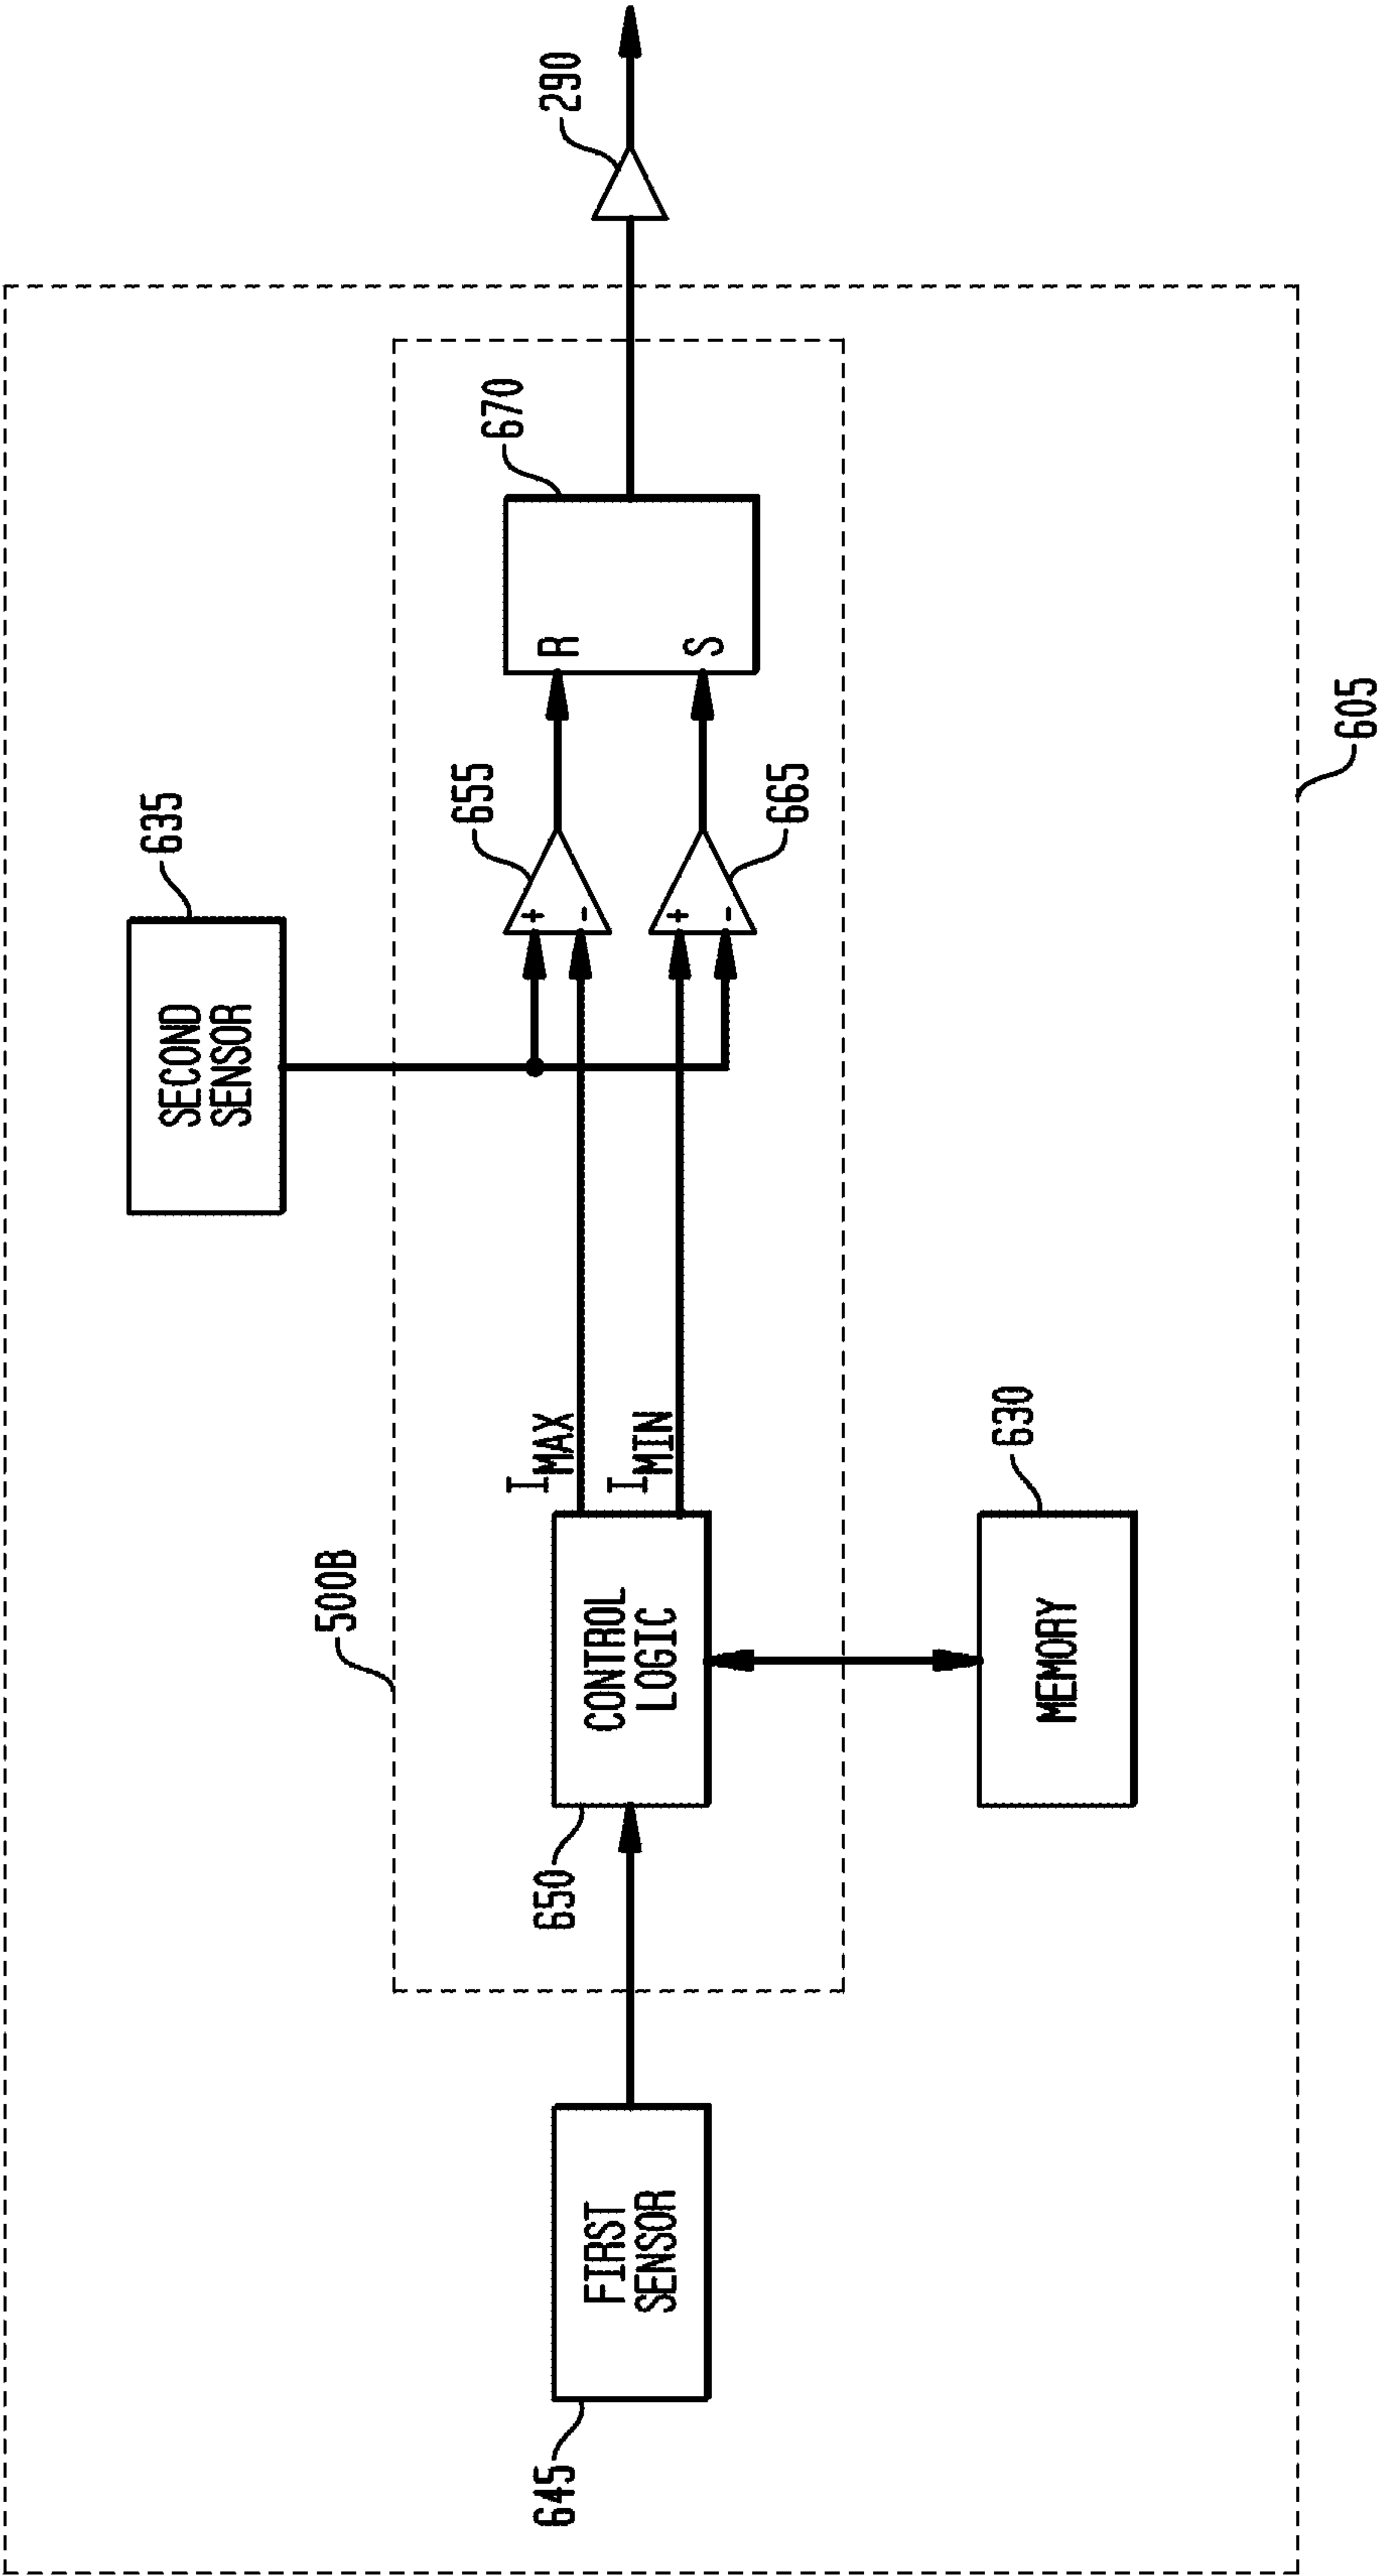 605
635
SECOND
SENSOR
500B
645
FIRST
SENSOR
650
CONTROL
LOGIC
IMAX
IMIN
655
+
-
665
+
-
670
R
S
290
630
MEMORY